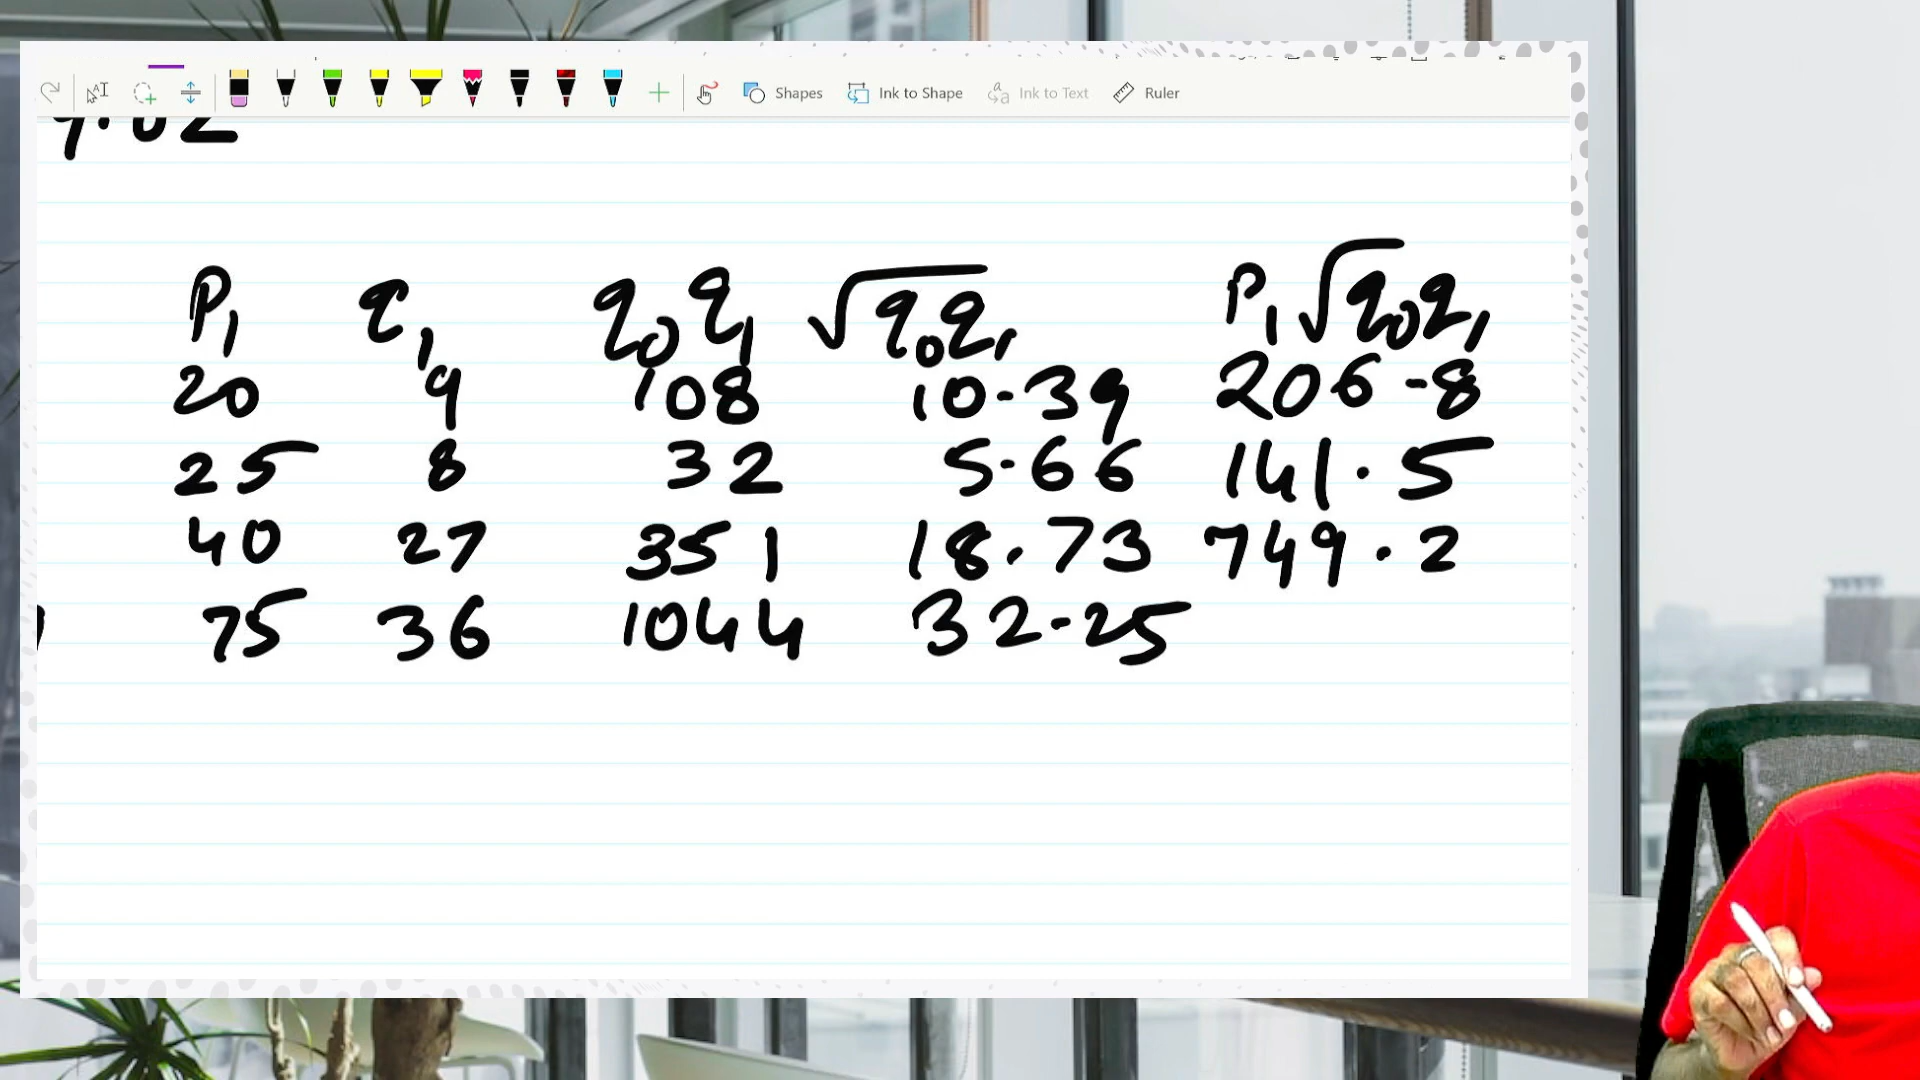 Shapes Ink to Shape Ink to Text Ruler
P₁ q₁ q₀q₁ √q₀q₁ P₁√q₀q₁
20 9 108 10.39 206.8
25 8 32 5.66 141.5
40 27 351 18.73 749.2
75 36 1044 32.25